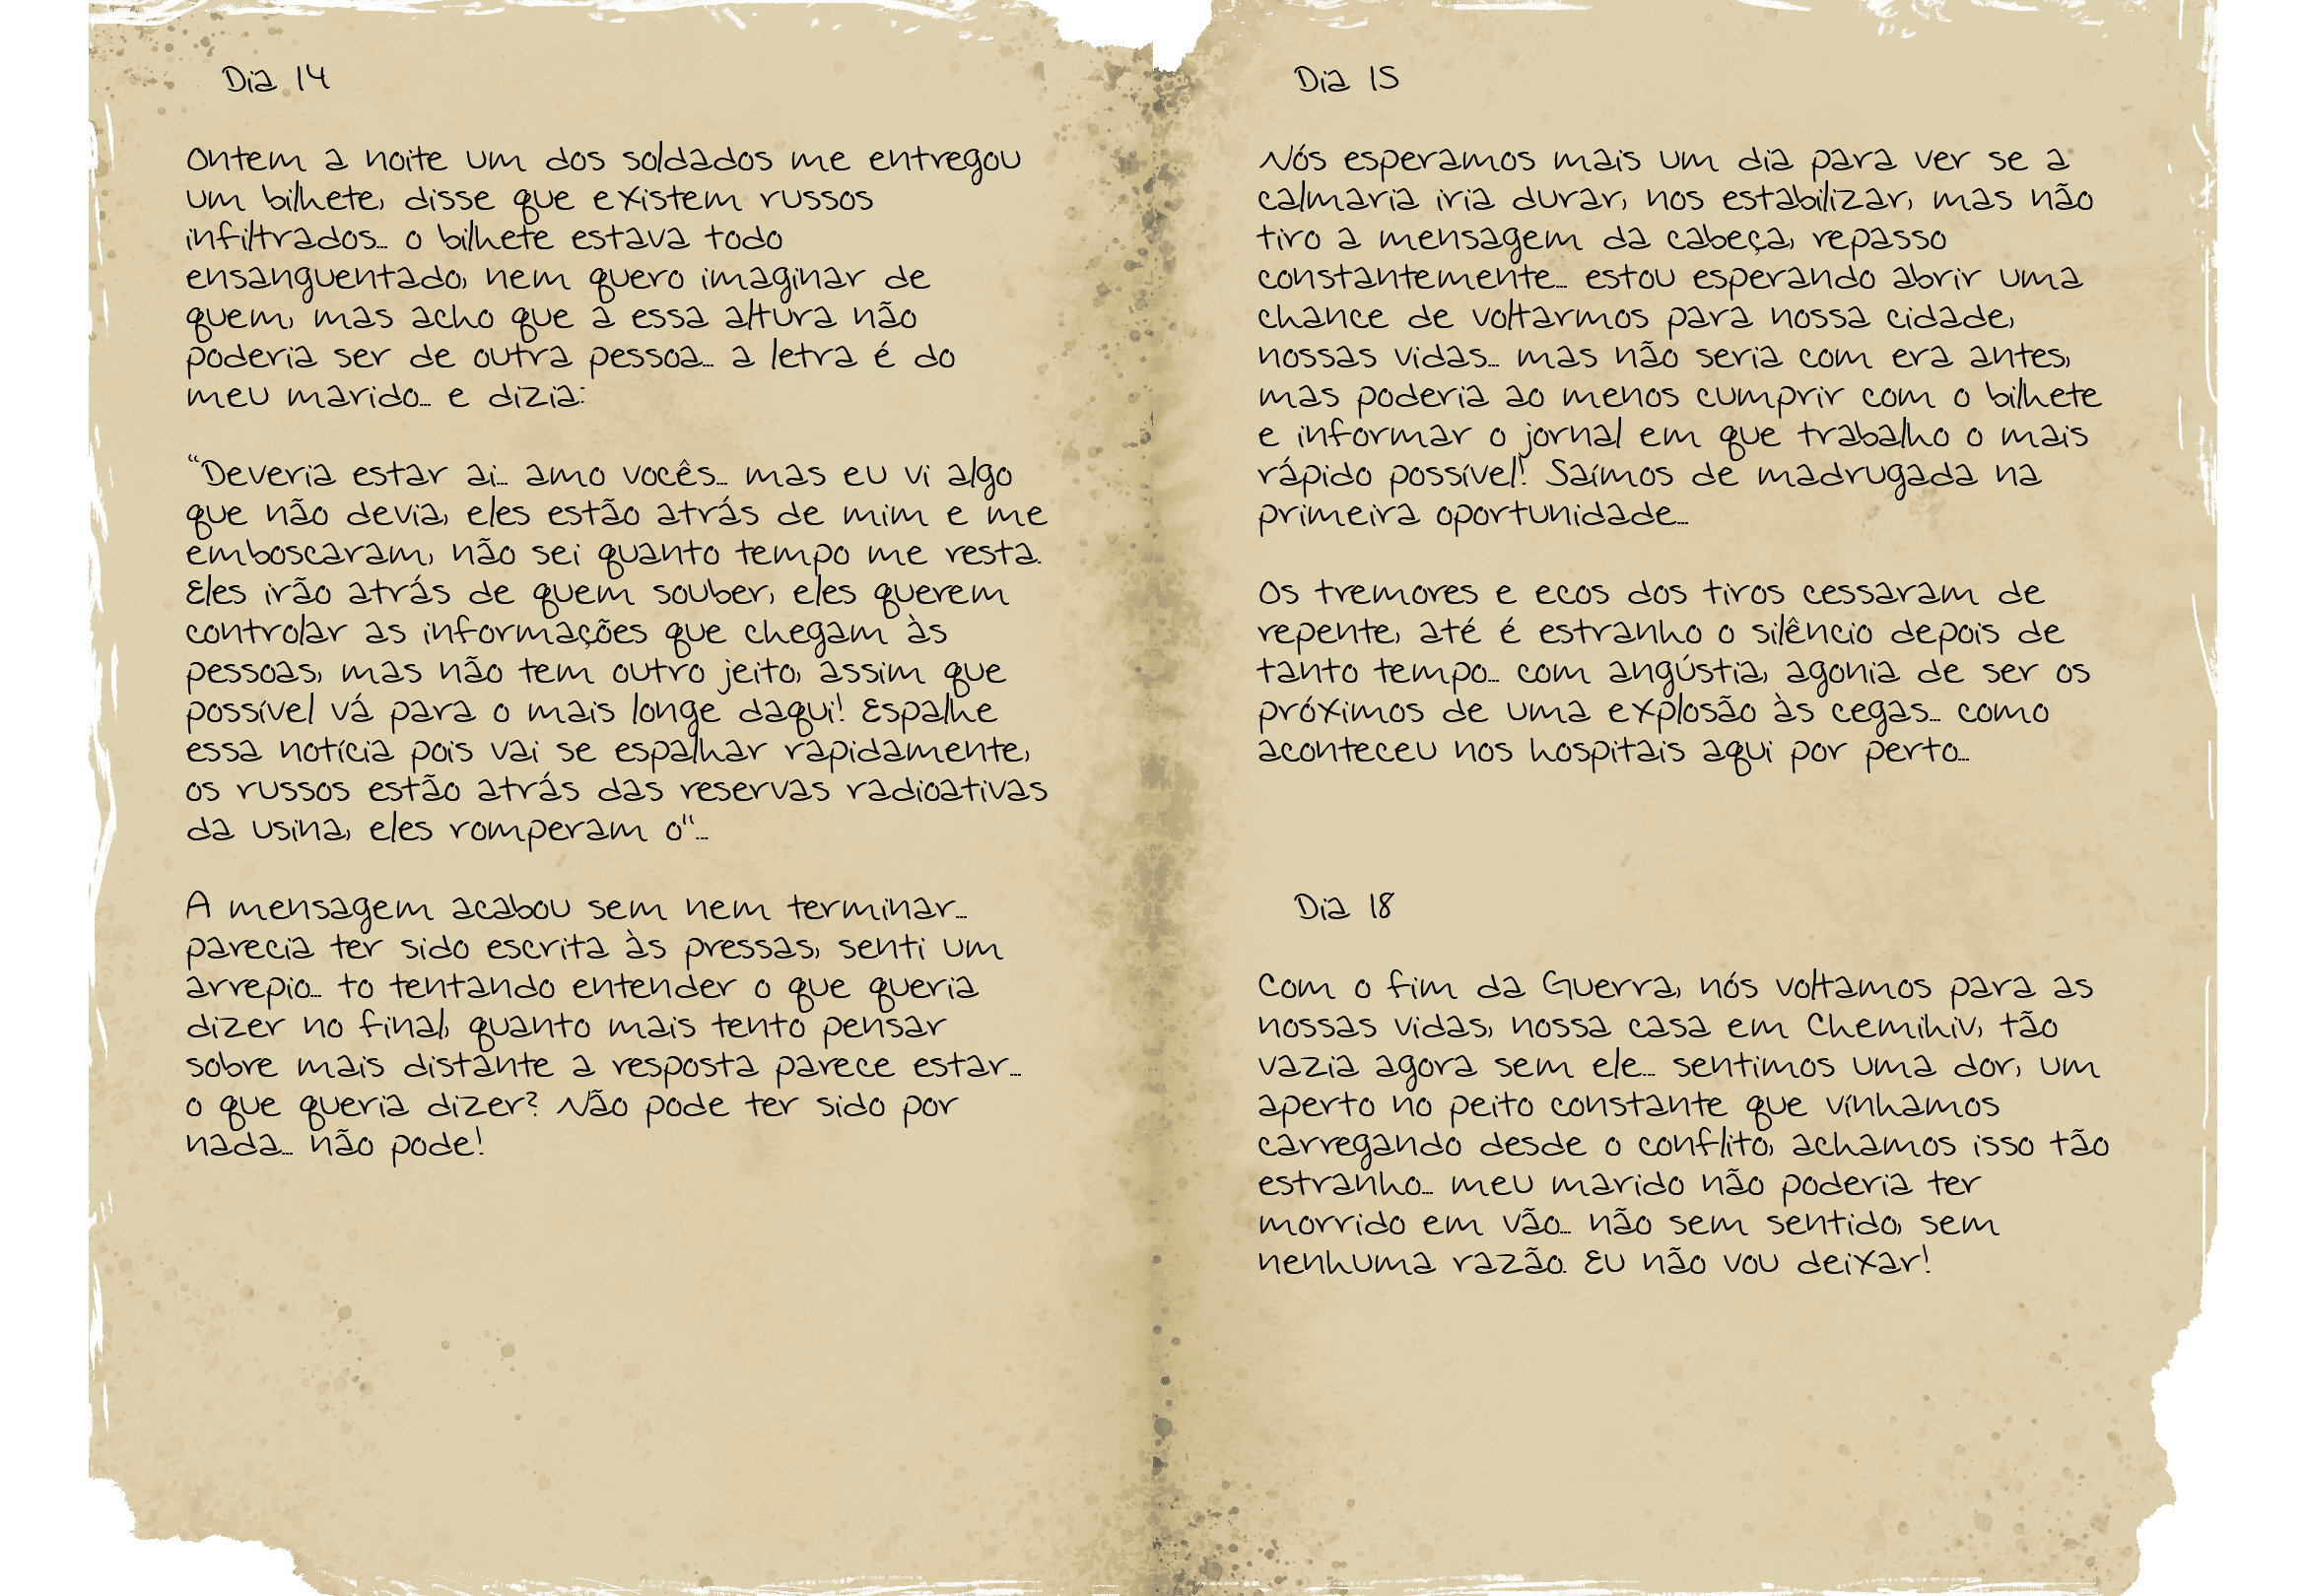 Dia 14
Ontem a noite um dos soldados me entregou
um bilhete, disse que existem russos
infiltrados... o bilhete estava todo
ensanguentado, nem quero imaginar de
quem, mas acho que a essa altura não
poderia ser de outra pessoa... a letra é do
meu marido... e dizia:
“Deveria estar ai... amo vocês... mas eu vi algo
que não devia, eles estão atrás de mim e me
emboscaram, não sei quanto tempo me resta.
Eles irão atrás de quem souber, eles querem
controlar as informações que chegam às
pessoas, mas não tem outro jeito, assim que
possível vá para o mais longe daqui! Espalhe
essa notícia pois vai se espalhar rapidamente,
os russos estão atrás das reservas radioativas
da usina, eles romperam o"...
A mensagem acabou sem nem terminar...
parecia ter sido escrita às pressas, senti um
arrepio... to tentando entender o que queria
dizer no final, quanto mais tento pensar
sobre mais distante a resposta parece estar...
o que queria dizer? Não pode ter sido por
nada... não pode!
Dia 15
Nós esperamos mais um dia para ver se a
calmaria iria durar, nos estabilizar, mas não
tiro a mensagem da cabeça, repasso
constantemente... estou esperando abrir uma
chance de voltarmos para nossa cidade,
nossas vidas... mas não seria com era antes,
mas poderia ao menos cumprir com o bilhete
e informar o jornal em que trabalho o mais
rápido possível! Saímos de madrugada na
primeira oportunidade...
Os tremores e ecos dos tiros cessaram de
repente, até é estranho o silêncio depois de
tanto tempo... com angústia, agonia de ser os
próximos de uma explosão às cegas... como
aconteceu nos hospitais aqui por perto...
Dia 18
Com o fim da Guerra, nós voltamos para as
nossas vidas, nossa casa em Chemihiv, tão
vazia agora sem ele... sentimos uma dor, um
aperto no peito constante que vínhamos
carregando desde o conflito, achamos isso tão
estranho... meu marido não poderia ter
morrido em vão... não sem sentido, sem
nenhuma razão. Eu não vou deixar!